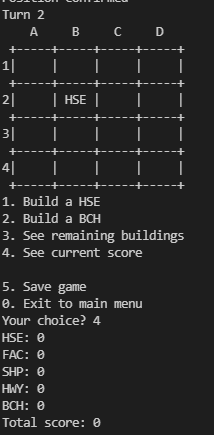 Position confirmed
Turn 2
    A     B     C     D
 +-----+-----+-----+-----+
1|     |     |     |     |
 +-----+-----+-----+-----+
2|     | HSE |     |     |
 +-----+-----+-----+-----+
3|     |     |     |     |
 +-----+-----+-----+-----+
4|     |     |     |     |
 +-----+-----+-----+-----+
1. Build a HSE
2. Build a BCH
3. See remaining buildings
4. See current score

5. Save game
0. Exit to main menu
Your choice? 4
HSE: 0
FAC: 0
SHP: 0
HWY: 0
BCH: 0
Total score: 0